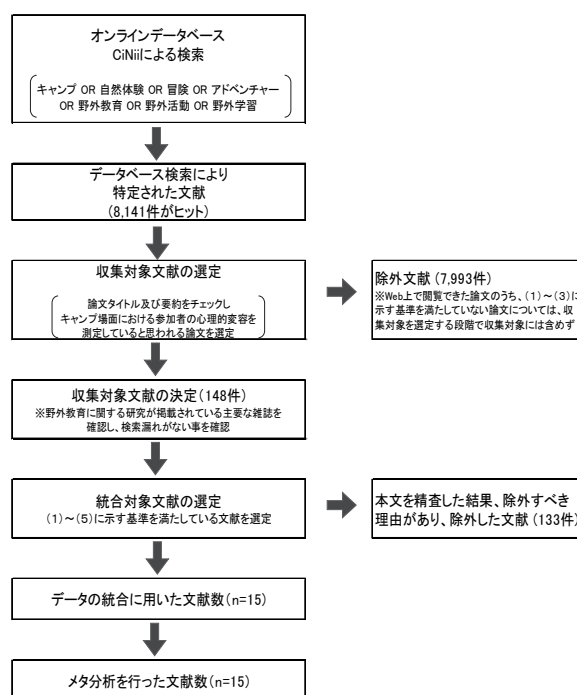 オンラインデータベース
CiNiiによる検索
キャンプ OR 自然体験 OR 冒険 OR アドベンチャー
OR 野外教育 OR 野外活動 OR 野外学習
データベース検索により
特定された文献
(8,141件がヒット)
収集対象文献の選定
論文タイトル及び要約をチェックし
キャンプ場面における参加者の心理的変容を
測定していると思われる論文を選定
除外文献 (7,993件)
※Web上で閲覧できた論文のうち、(1)～(3)に
示す基準を満たしていない論文については、収
集対象を選定する段階で収集対象には含めず
収集対象文献の決定(148件)
※野外教育に関する研究が掲載されている主要な雑誌を
確認し、検索漏れがない事を確認
統合対象文献の選定
(1)～(5)に示す基準を満たしている文献を選定
本文を精査した結果、除外すべき
理由があり、除外した文献 (133件)
データの統合に用いた文献数(n=15)
メタ分析を行った文献数(n=15)